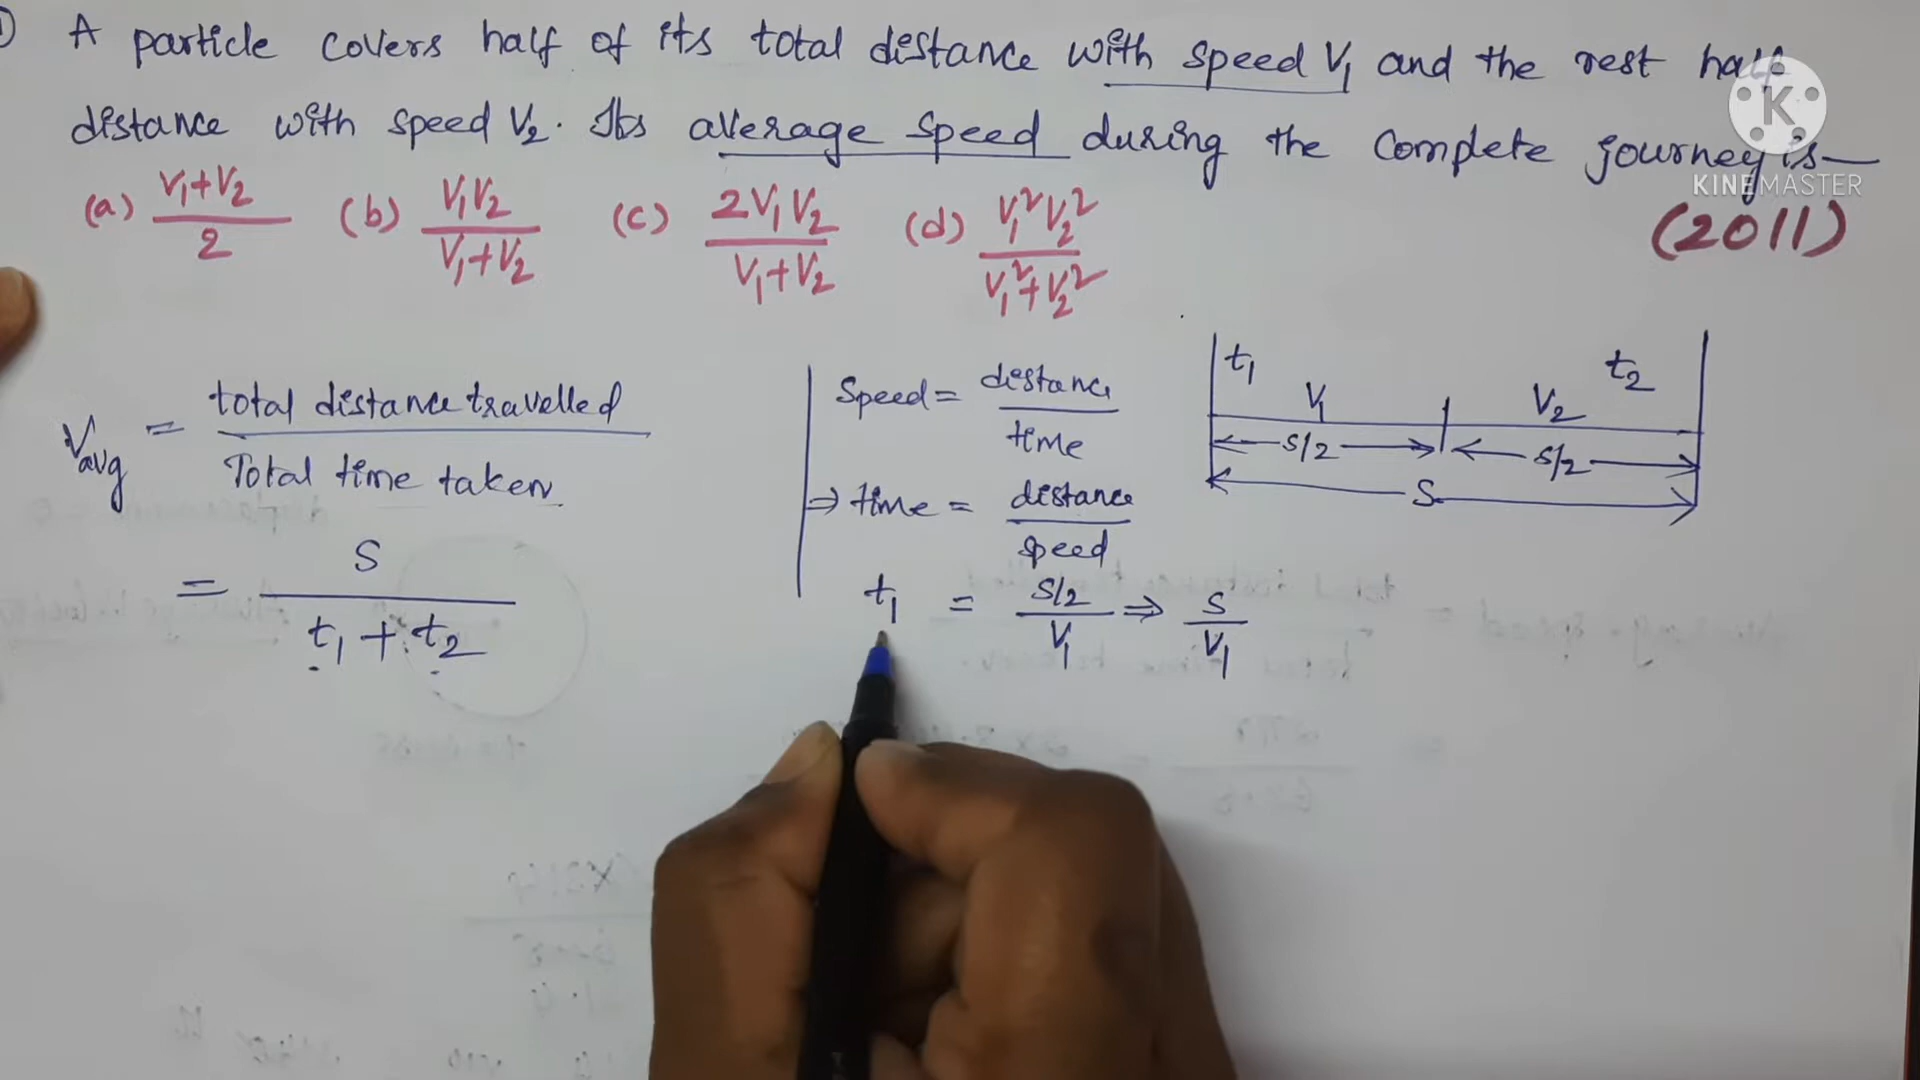 A particle covers half of its total distance with speed V₁ and the rest half
distance with speed V₂. Its average speed during the complete journey is—
(a) V₁+V₂/2 (b) V₁V₂/V₁+V₂ (c) 2V₁V₂/V₁+V₂ (d) V₁²V₂²/V₁²+V₂²
(2011)
K
KINEMASTER
Vavg = total distance travelled/Total time taken
= S/t₁+t₂
Speed = distance/time
⇒ time = distance/speed
t₁ = S/2/V₁ ⇒ S/V₁
t₁ V₁ V₂ t₂
S/2 S/2
S